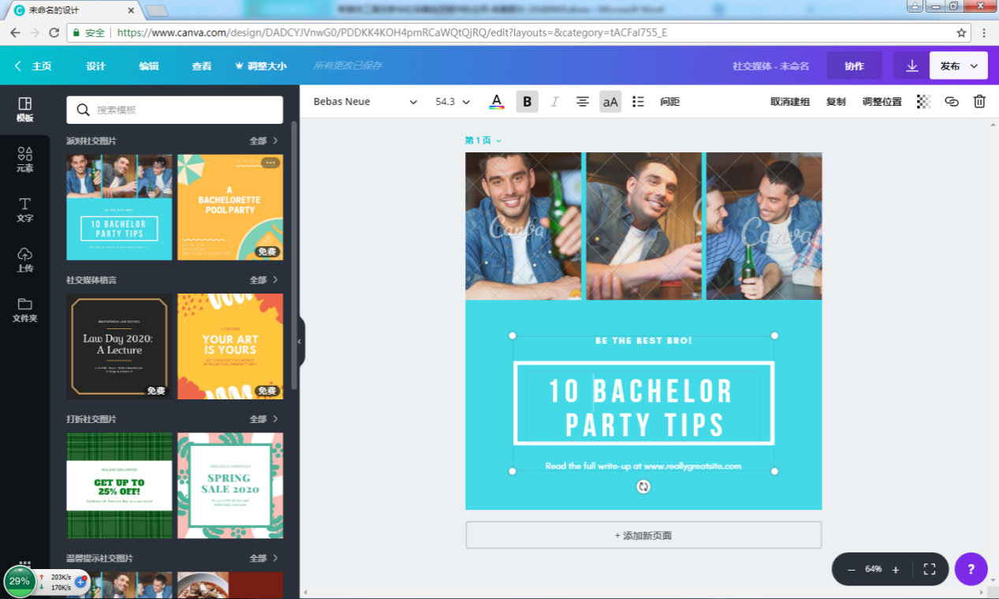 未命名的设计
安全
https://www.canva.com/design/DADCYJVnwG0/PDDKK4KOH4pmRCaWQtQjRQ/edit?layouts=&category=tACFal755_E
主页
设计
编辑
查看
调整大小
所有更改已保存
社交媒体 - 未命名
协作
发布
模板
元素
文字
上传
文件夹
搜索模板
Bebas Neue
54.3
A
B
I
aA
间距
取消建组
复制
调整位置
派对社交图片
全部
BE THE BEST BRO!
10 BACHELOR
PARTY TIPS
A
BACHELORETTE
POOL PARTY
免费
社交媒体格言
全部
BEECHTOWN LAW SCHOOL
Law Day 2020:
A Lecture
免费
YOUR ART
IS YOURS
免费
打折社交图片
全部
GET UP TO
25% OFF!
SPRING
SALE 2020
温馨提示社交图片
全部
第 1 页
Canva
Canva
BE THE BEST BRO!
10 BACHELOR
PARTY TIPS
Read the full write-up at www.reallygreatsite.com
+ 添加新页面
64%
?
29%
203K/s
170K/s